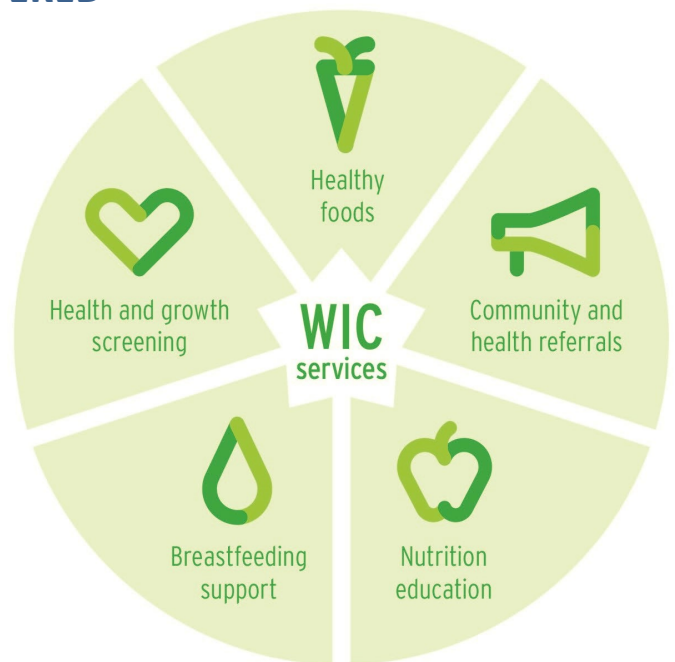 Healthy
foods
Community and
health referrals
Nutrition
education
Breastfeeding
support
Health and growth
screening
WIC
services